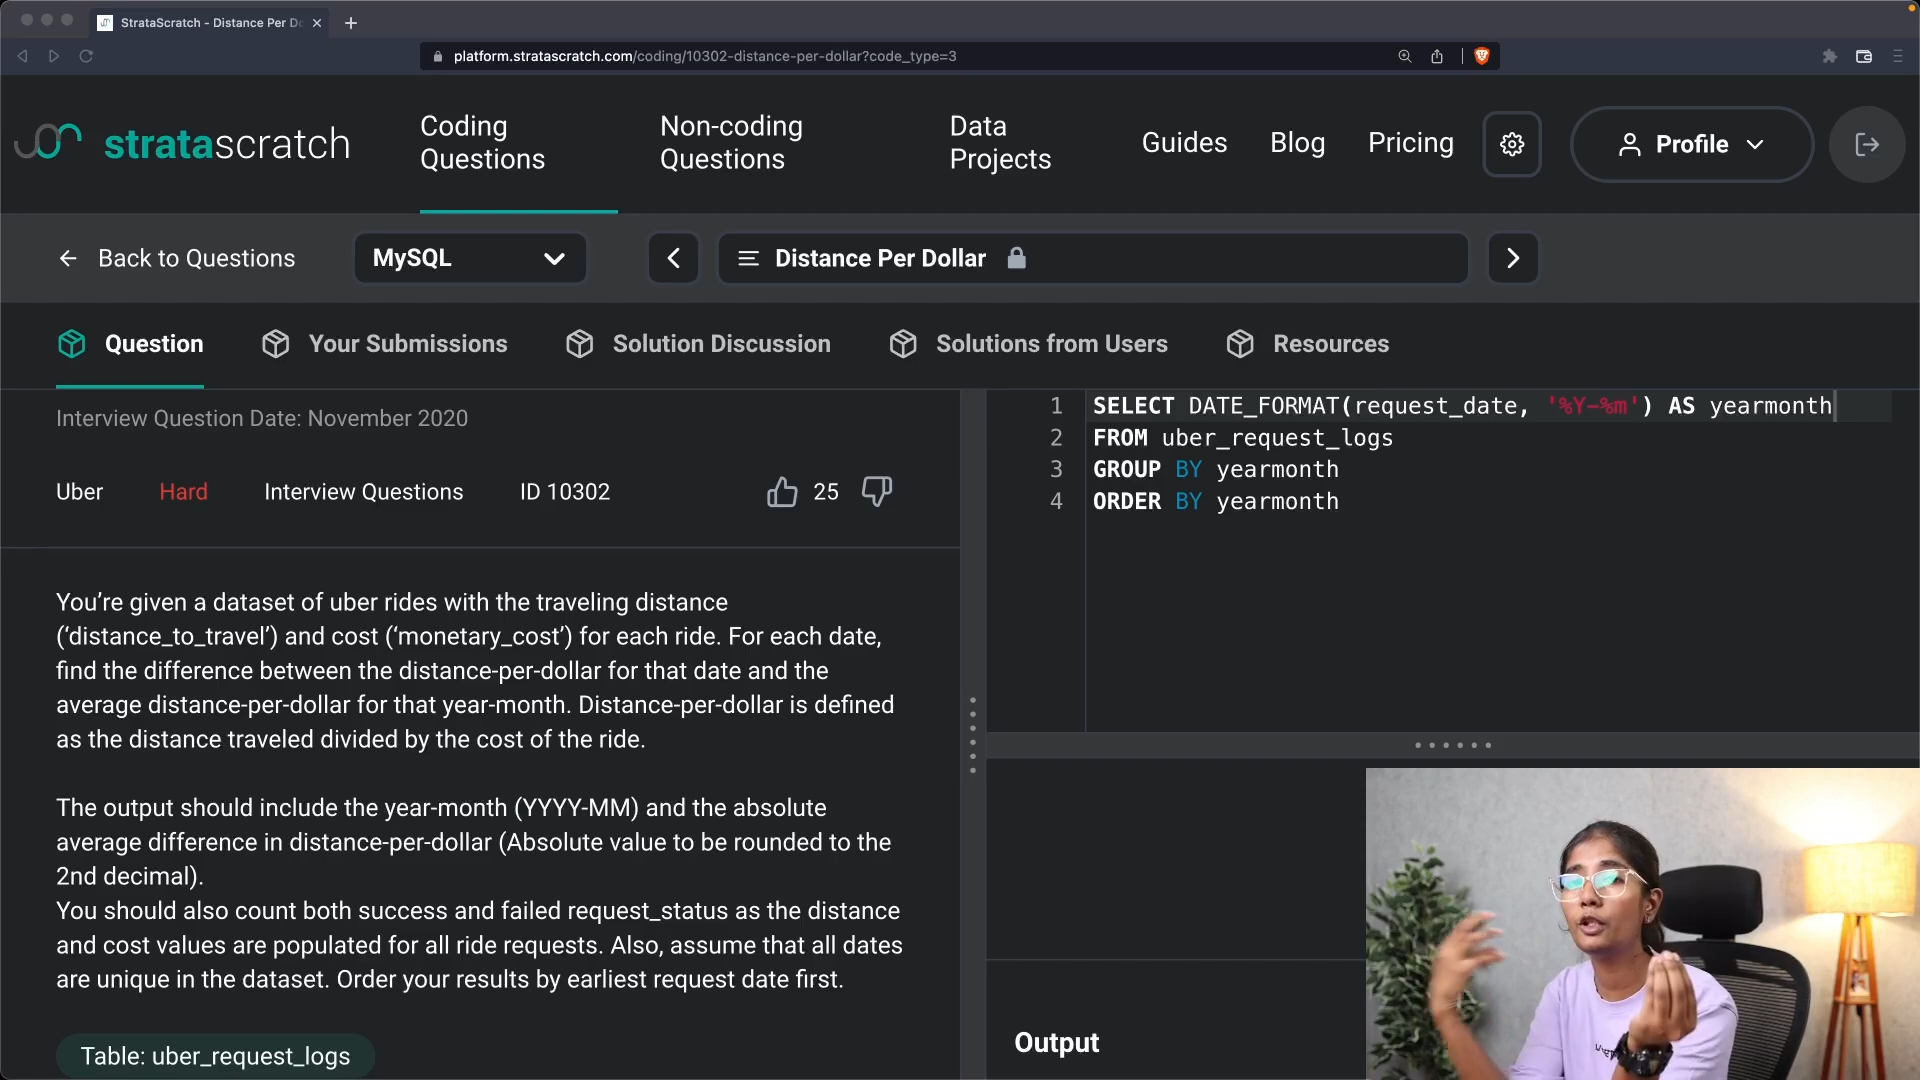 StrataScratch - Distance Per Do
platform.stratascratch.com/coding/10302-distance-per-dollar?code_type=3
stratascratch
Coding
Questions
Non-coding
Questions
Data
Projects
Guides
Blog
Pricing
Profile
Back to Questions
MySQL
Distance Per Dollar
Question
Your Submissions
Solution Discussion
Solutions from Users
Resources
Interview Question Date: November 2020
Uber
Hard
Interview Questions
ID 10302
25
You’re given a dataset of uber rides with the traveling distance
(‘distance_to_travel’) and cost (‘monetary_cost’) for each ride. For each date,
find the difference between the distance-per-dollar for that date and the
average distance-per-dollar for that year-month. Distance-per-dollar is defined
as the distance traveled divided by the cost of the ride.
The output should include the year-month (YYYY-MM) and the absolute
average difference in distance-per-dollar (Absolute value to be rounded to the
2nd decimal).
You should also count both success and failed request_status as the distance
and cost values are populated for all ride requests. Also, assume that all dates
are unique in the dataset. Order your results by earliest request date first.
Table: uber_request_logs
1 SELECT DATE_FORMAT(request_date, '%Y-%m') AS yearmonth
2 FROM uber_request_logs
3 GROUP BY yearmonth
4 ORDER BY yearmonth
Output